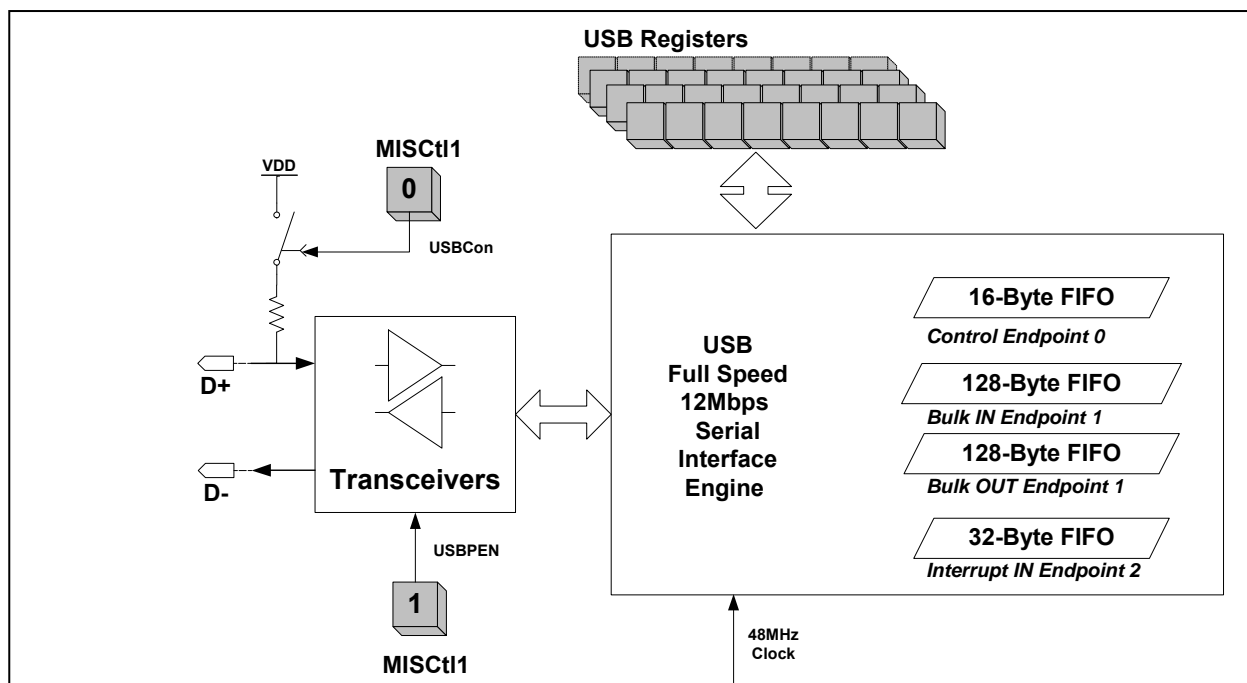 USB Registers
MISCtl1
0
VDD
USBCon
D+
D-
Transceivers
USBPEN
1
MISCtl1
USB
Full Speed
12Mbps
Serial
Interface
Engine
16-Byte FIFO
Control Endpoint 0
128-Byte FIFO
Bulk IN Endpoint 1
128-Byte FIFO
Bulk OUT Endpoint 1
32-Byte FIFO
Interrupt IN Endpoint 2
48MHz
Clock